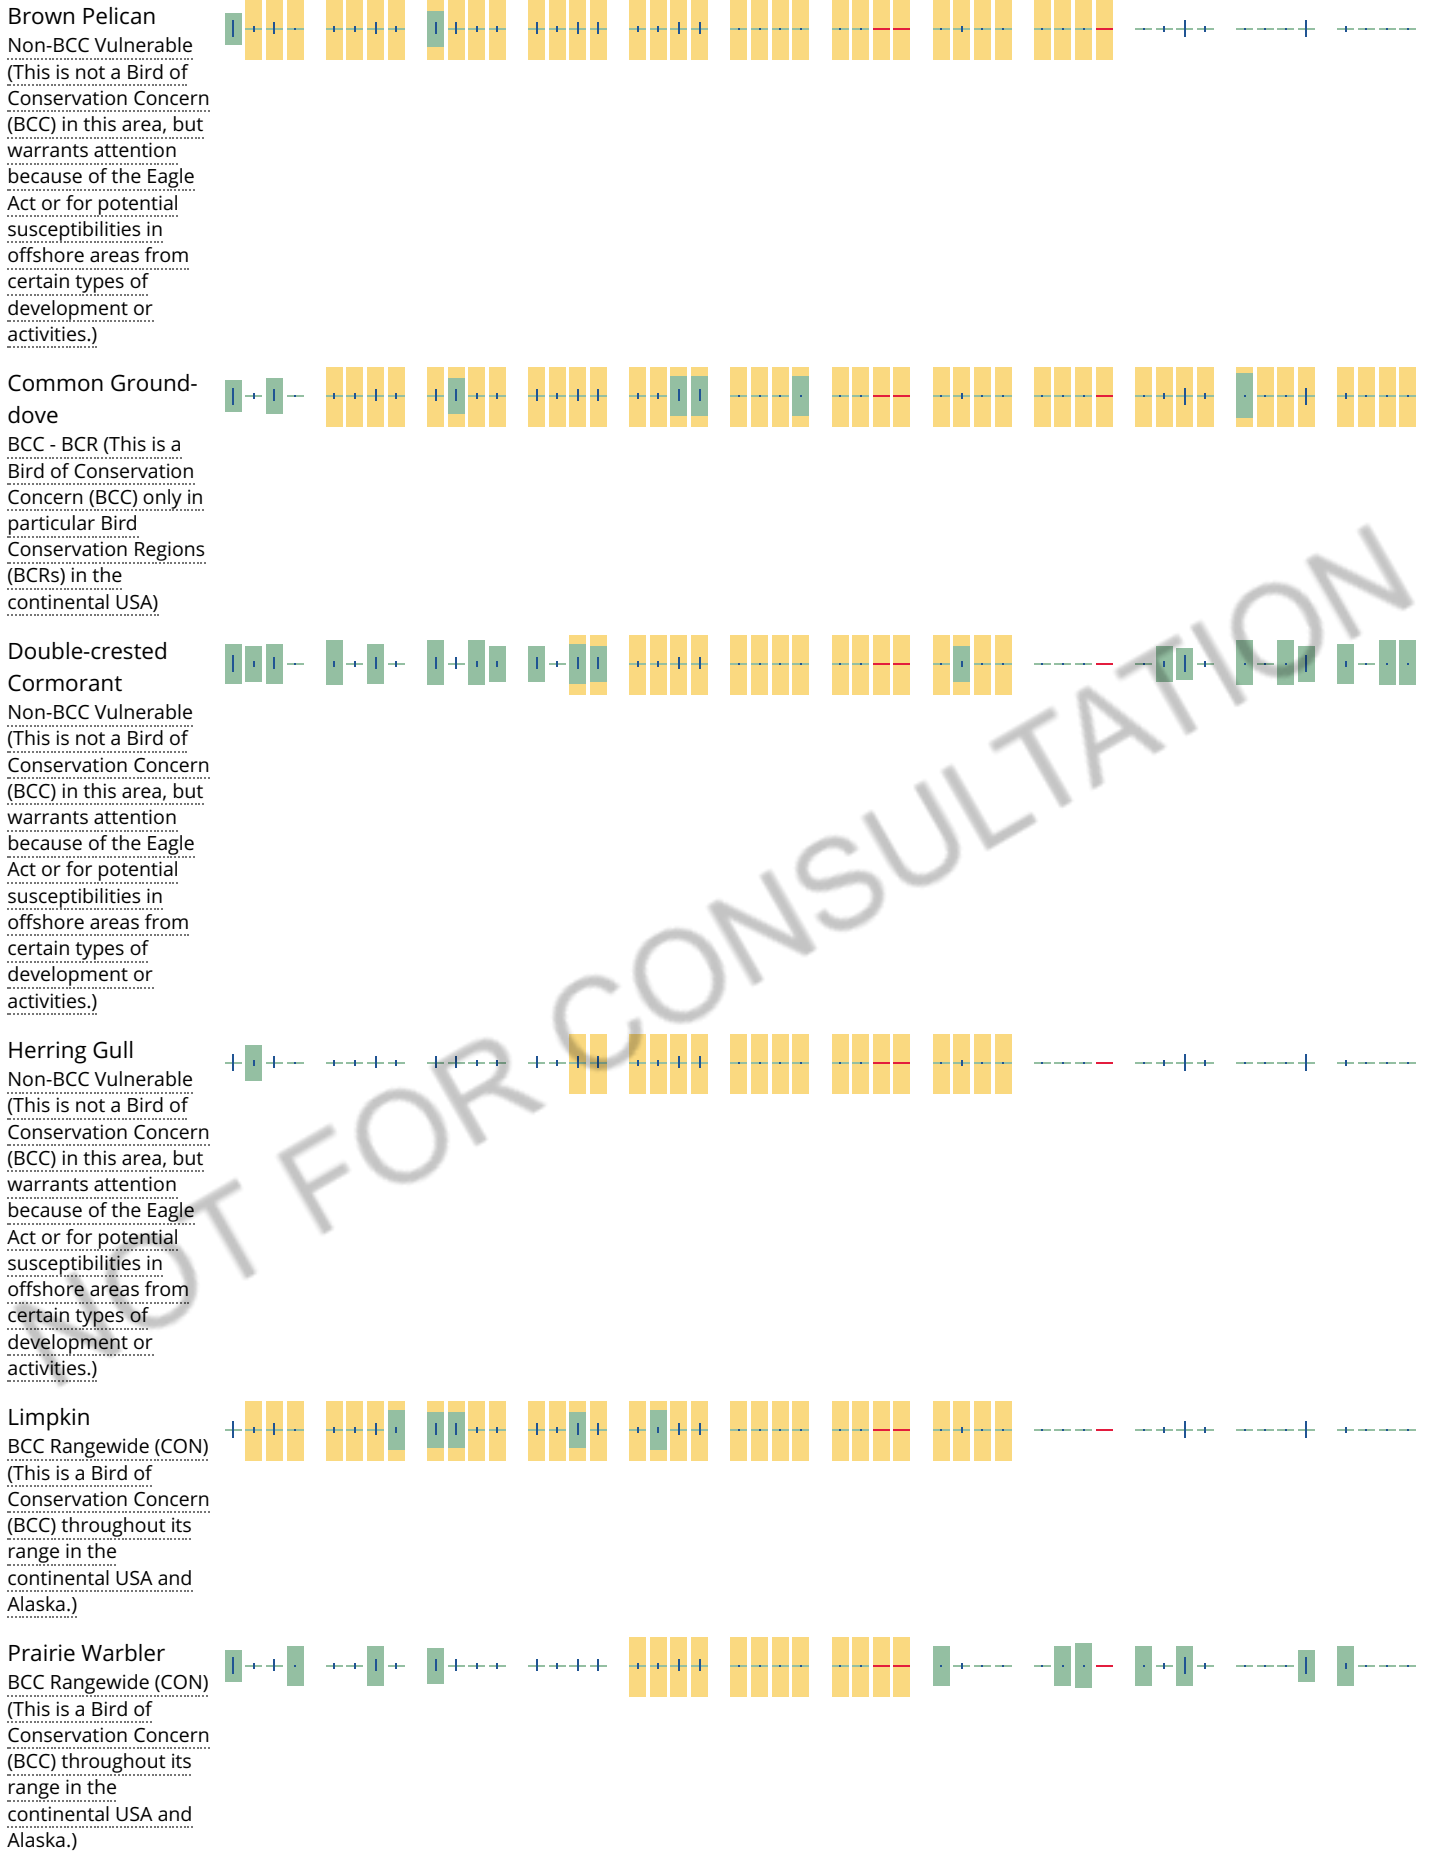 Brown Pelican
Non-BCC Vulnerable
(This is not a Bird of
Conservation Concern
(BCC) in this area, but
warrants attention
because of the Eagle
Act or for potential
susceptibilities in
offshore areas from
certain types of
development or
activities.)
Common Ground-
dove
BCC - BCR (This is a
Bird of Conservation
Concern (BCC) only in
particular Bird
Conservation Regions
(BCRs) in the
continental USA)
Double-crested
Cormorant
Non-BCC Vulnerable
(This is not a Bird of
Conservation Concern
(BCC) in this area, but
warrants attention
because of the Eagle
Act or for potential
susceptibilities in
offshore areas from
certain types of
development or
activities.)
Herring Gull
Non-BCC Vulnerable
(This is not a Bird of
Conservation Concern
(BCC) in this area, but
warrants attention
because of the Eagle
Act or for potential
susceptibilities in
offshore areas from
certain types of
development or
activities.)
Limpkin
BCC Rangewide (CON)
(This is a Bird of
Conservation Concern
(BCC) throughout its
range in the
continental USA and
Alaska.)
Prairie Warbler
BCC Rangewide (CON)
(This is a Bird of
Conservation Concern
(BCC) throughout its
range in the
continental USA and
Alaska.)
NOT FOR CONSULTATION